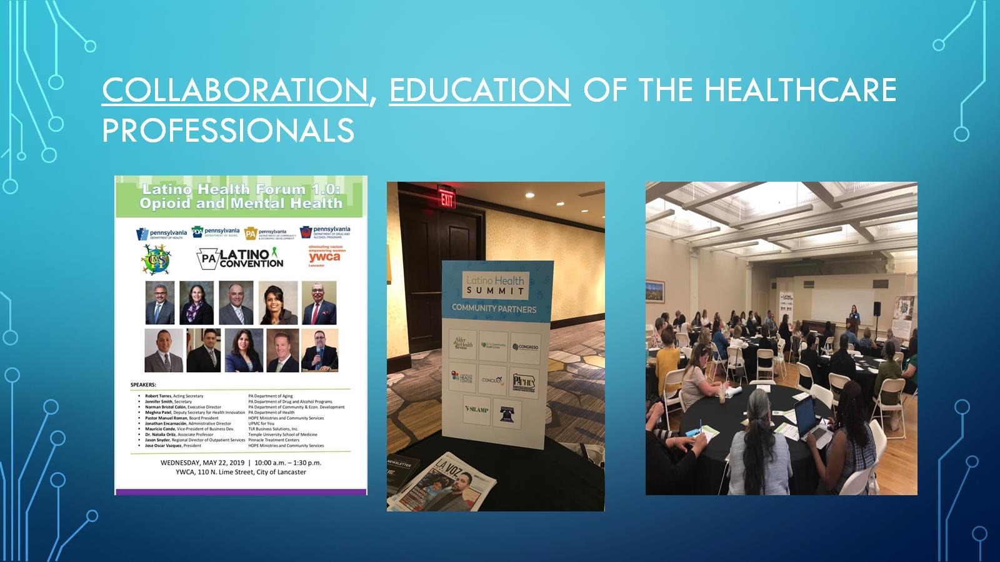 COLLABORATION, EDUCATION OF THE HEALTHCARE
PROFESSIONALS
Latino Health Forum 1.0:
Opioid and Mental Health
pennsylvania
DEPARTMENT OF HEALTH
pennsylvania
DEPARTMENT OF AGING
pennsylvania
DEPARTMENT OF COMMUNITY
& ECONOMIC DEVELOPMENT
pennsylvania
DEPARTMENT OF DRUG AND
ALCOHOL PROGRAMS
PA LATINO
CONVENTION
eliminating racism
empowering women
ywca
Lancaster
SPEAKERS:
• Robert Torres, Acting Secretary PA Department of Aging
• Jennifer Smith, Secretary PA Department of Drug and Alcohol Programs
• Norman Bristol Colón, Executive Director PA Department of Community & Econ. Development
• Meghna Patel, Deputy Secretary for Health Innovation PA Department of Health
• Pastor Manuel Roman, Board President HOPE Ministries and Community Services
• Jonathan Encarnación, Administrative Director UPMC for You
• Mauricio Conde, Vice-President of Business Dev. TLR Business Solutions, Inc.
• Dr. Natalia Ortiz, Associate Professor Temple University School of Medicine
• Jason Snyder, Regional Director of Outpatient Services Pinnacle Treatment Centers
• Jose Oscar Vazquez, President HOPE Ministries and Community Services
WEDNESDAY, MAY 22, 2019 | 10:00 a.m. – 1:30 p.m.
YWCA, 110 N. Lime Street, City of Lancaster
EXIT
Latino Health
SUMMIT
COMMUNITY PARTNERS
Alder
Health
Services
Community
Health Center
CONGRESO
HEALTH
CENTER
CONCILIO
PACHC
SILAMP
NEWSLETTER
LA VOZ